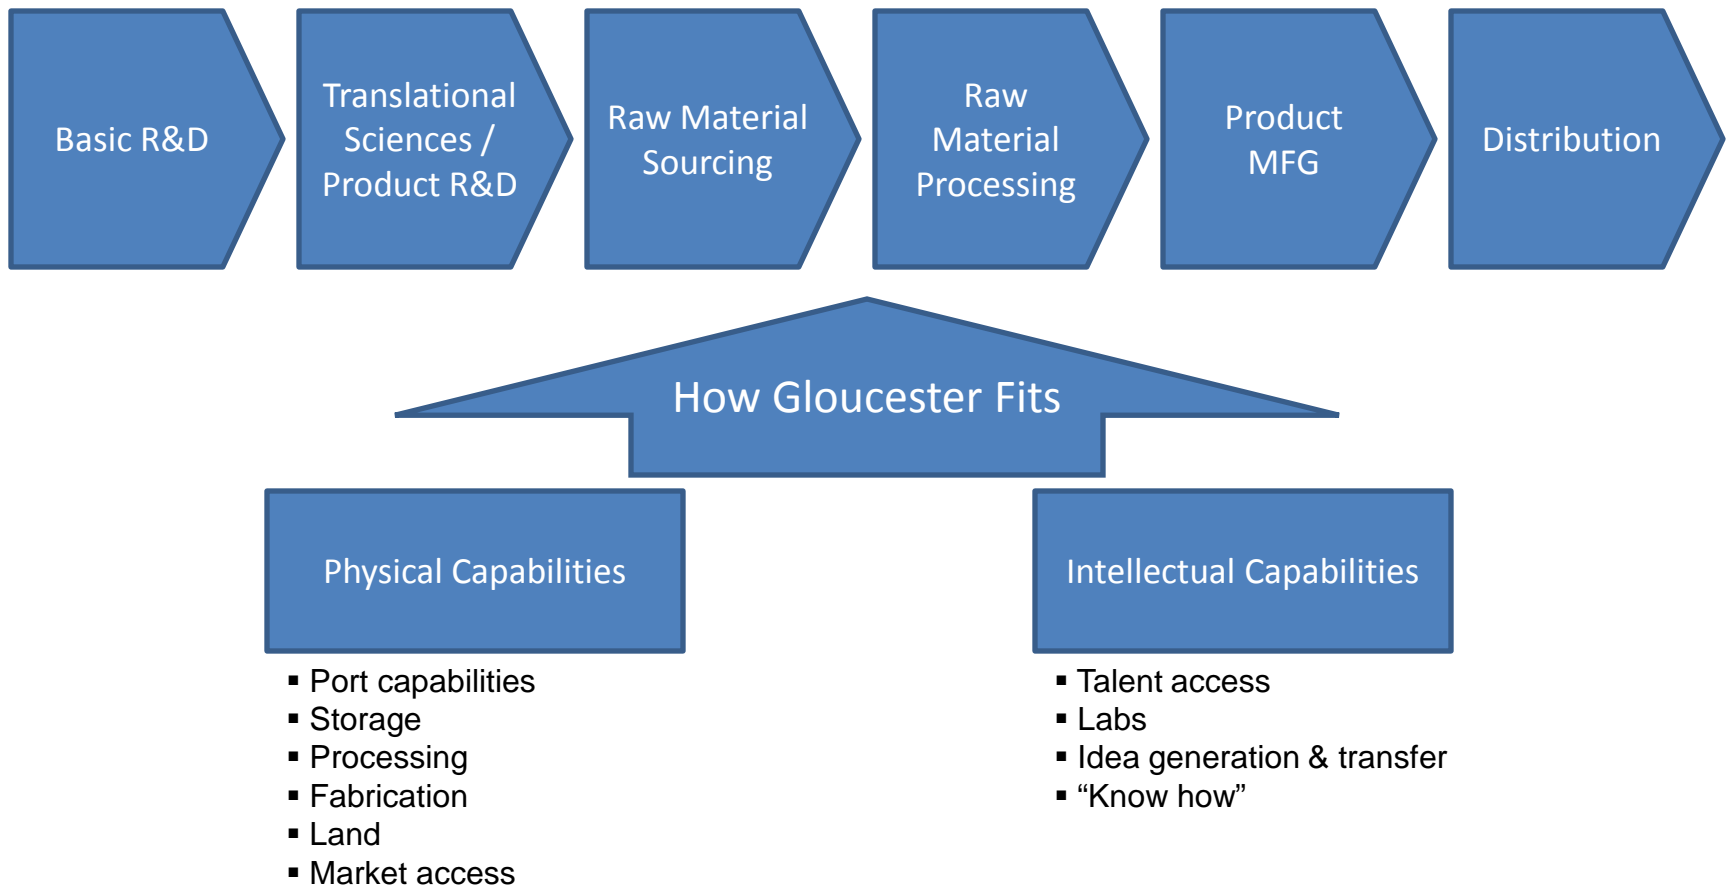 Basic R&D
Translational
Sciences /
Product R&D
Raw Material
Sourcing
Raw
Material
Processing
Product
MFG
Distribution
How Gloucester Fits
Physical Capabilities
▪ Port capabilities
▪ Storage
▪ Processing
▪ Fabrication
▪ Land
▪ Market access
Intellectual Capabilities
▪ Talent access
▪ Labs
▪ Idea generation & transfer
▪ “Know how”